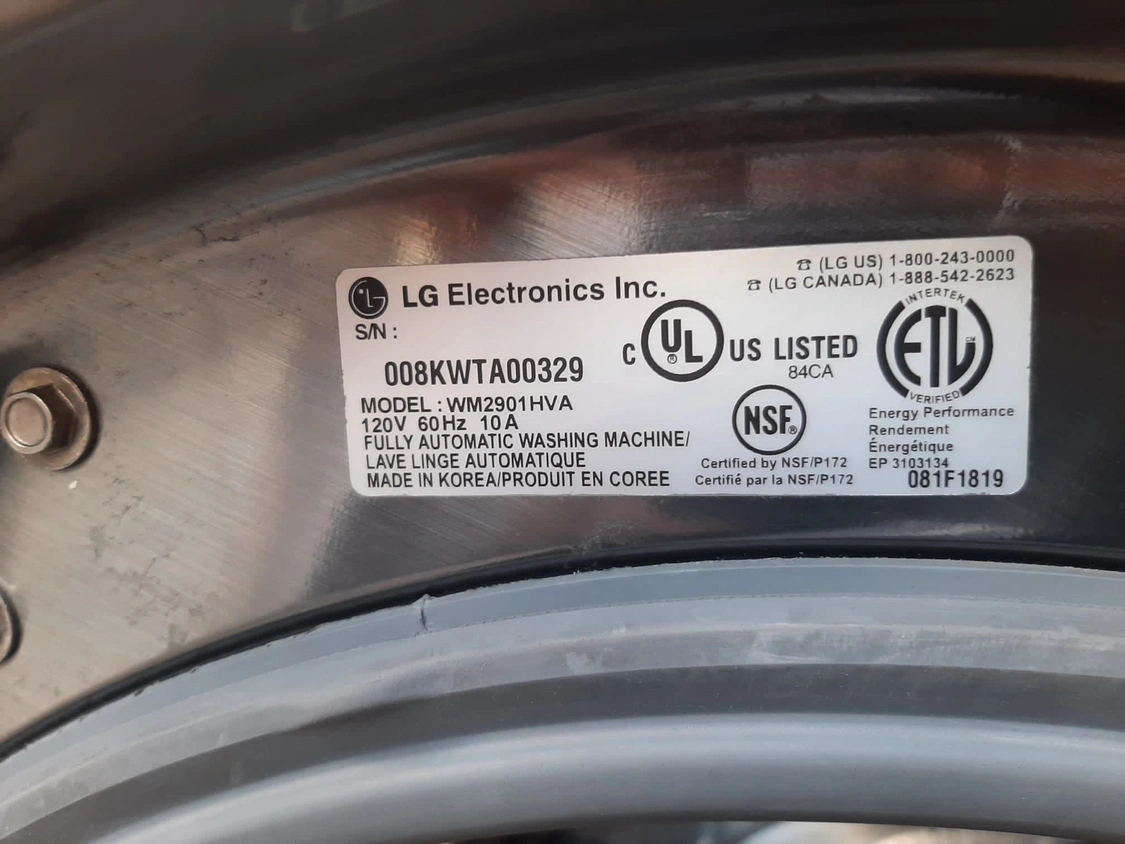 LG LG Electronics Inc.
☎ (LG US) 1-800-243-0000
☎ (LG CANADA) 1-888-542-2623
S/N :
008KWTA00329
MODEL : WM2901HVA
120V 60Hz 10A
FULLY AUTOMATIC WASHING MACHINE/
LAVE LINGE AUTOMATIQUE
MADE IN KOREA/PRODUIT EN COREE
C UL® US LISTED
84CA
NSF®
Certified by NSF/P172
Certifié par la NSF/P172
INTERTEK
ETL CM
VERIFIED
Energy Performance
Rendement
Énergétique
EP 3103134
081F1819